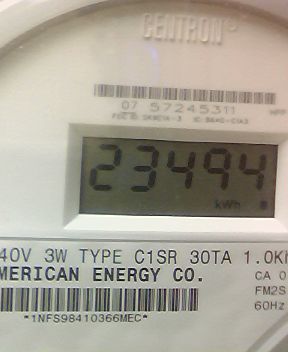 CENTRON®
07 57245311
23494
kWh
40V 3W TYPE C1SR 30TA 1.0Kh
MERICAN ENERGY CO.
CA 0
FM2S
60Hz
*1NFS98410366MEC*